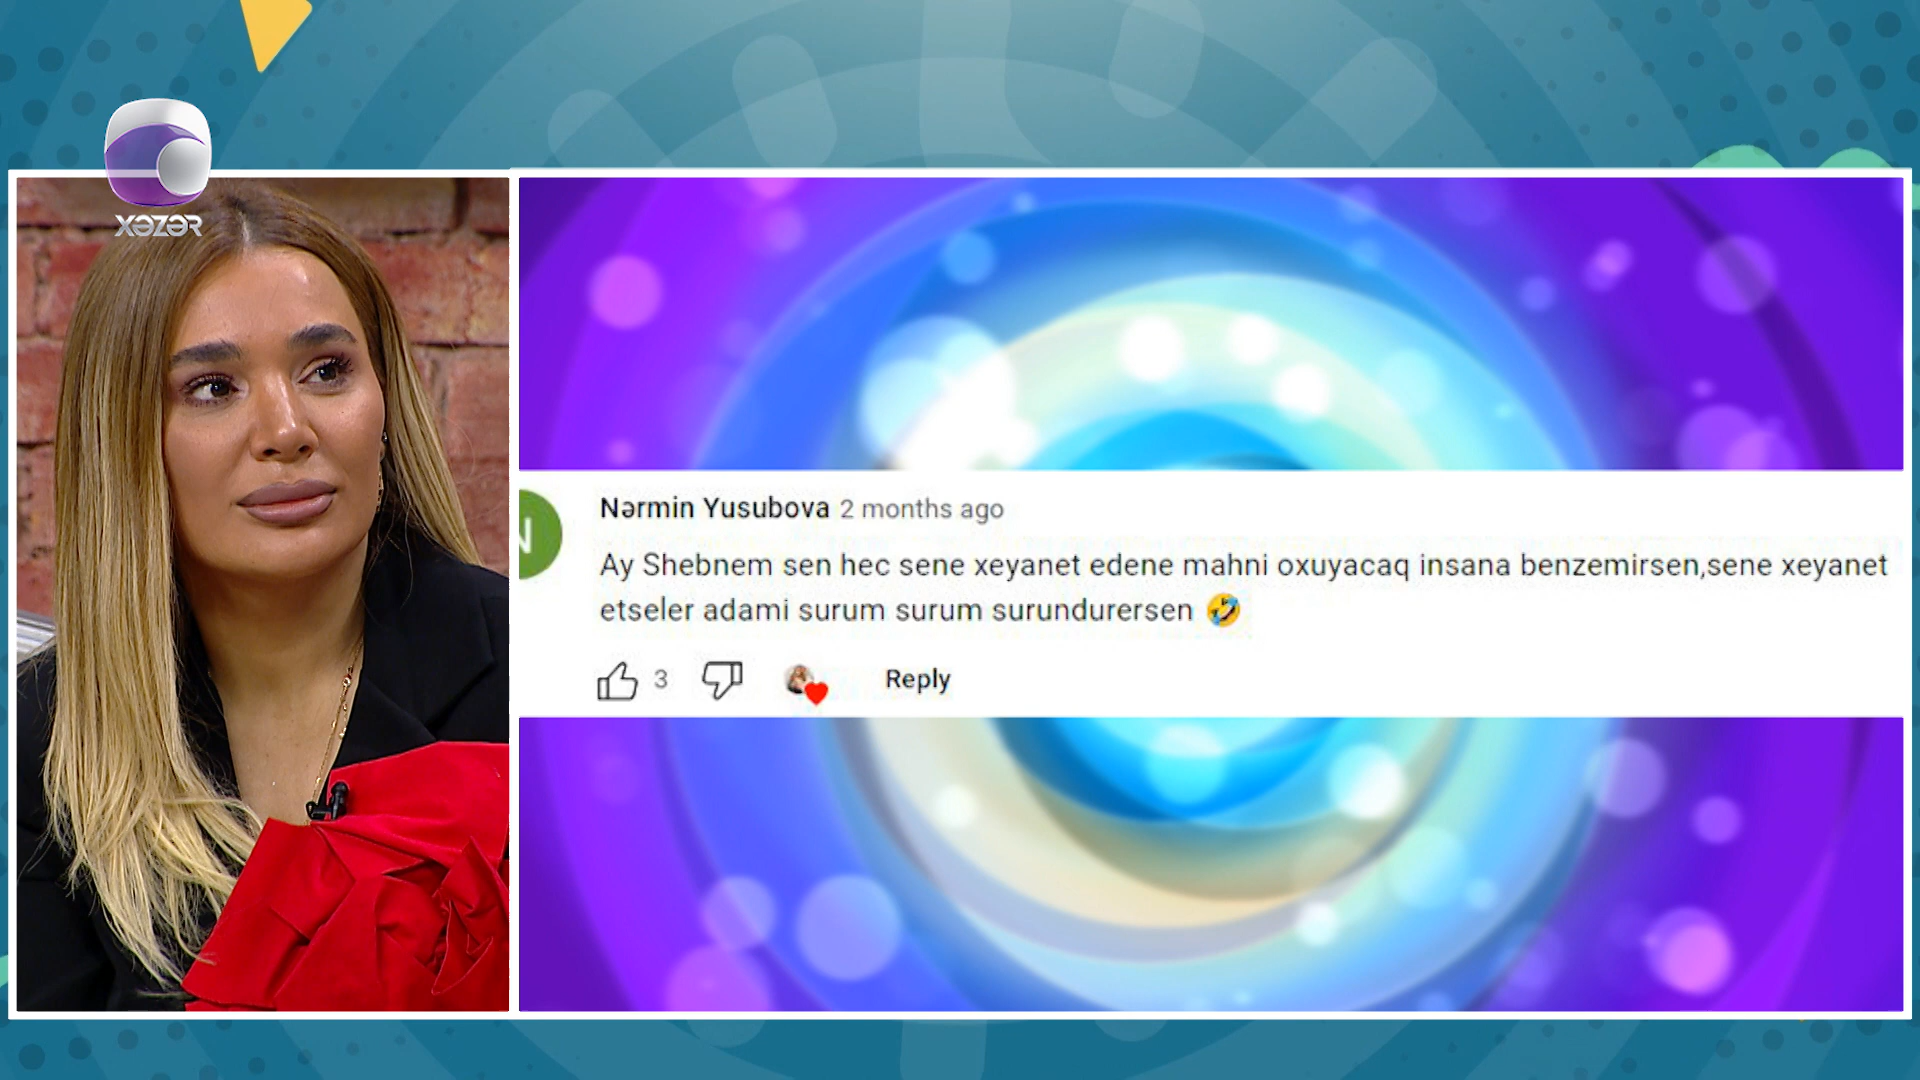 XƏZƏR
N
Nərmin Yusubova 2 months ago
Ay Shebnem sen hec sene xeyanet edene mahni oxuyacaq insana benzemirsen,sene xeyanet
etseler adami surum surum surundurersen 🤣
3
Reply